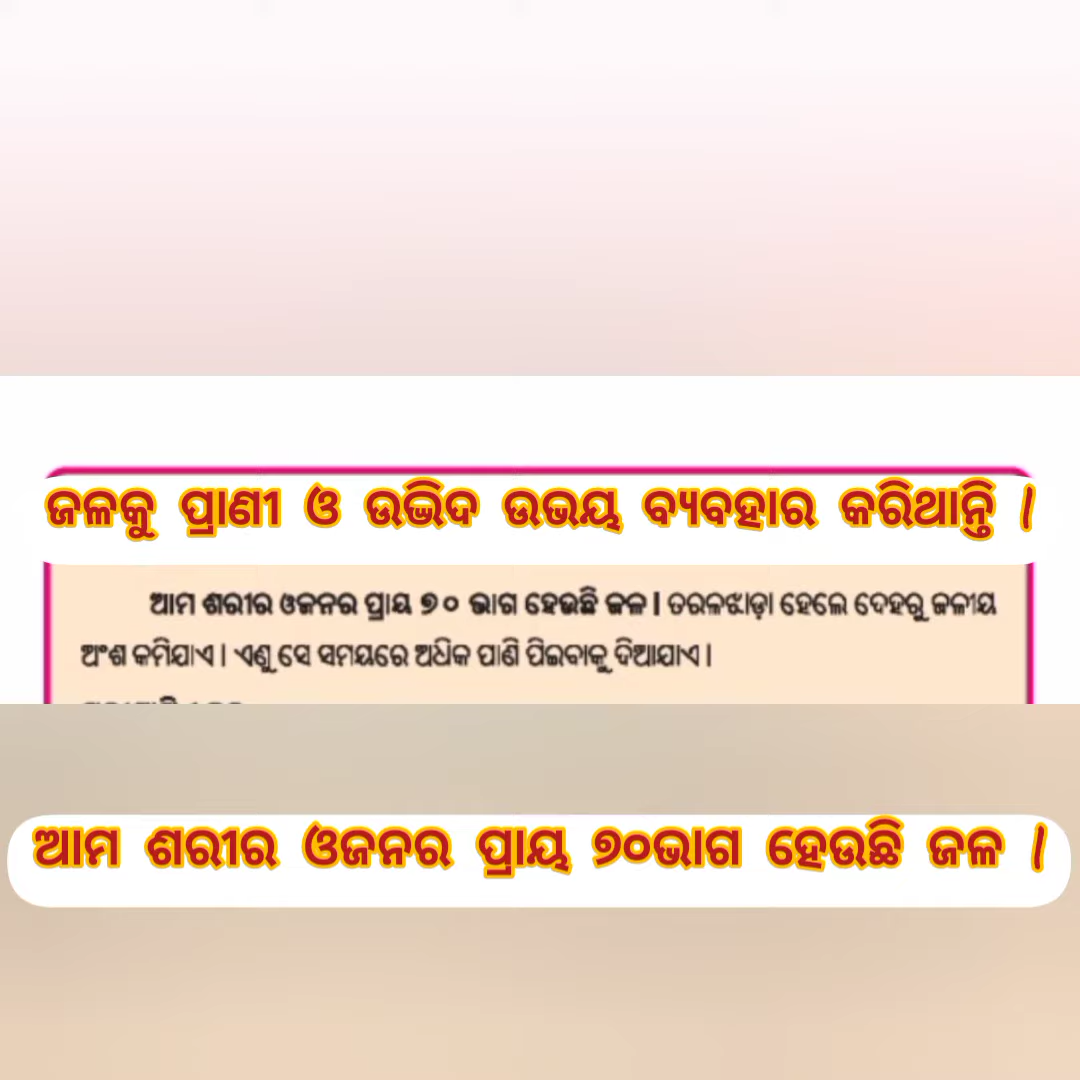 ଜଳକୁ ପ୍ରାଣୀ ଓ ଉଦ୍ଭିଦ ଉଭୟ ବ୍ୟବହାର କରିଥାନ୍ତି ।
ଆମ ଶରୀର ଓଜନର ପ୍ରାୟ ୭୦ ଭାଗ ହେଉଛି ଜଳ । ତରଳଝାଡ଼ା ହେଲେ ଦେହରୁ ଜଳୀୟ
ଅଂଶ କମିଯାଏ । ଏଣୁ ସେ ସମୟରେ ଅଧିକ ପାଣି ପିଇବାକୁ ଦିଆଯାଏ ।
ଆମ ଶରୀର ଓଜନର ପ୍ରାୟ ୭୦ଭାଗ ହେଉଛି ଜଳ ।